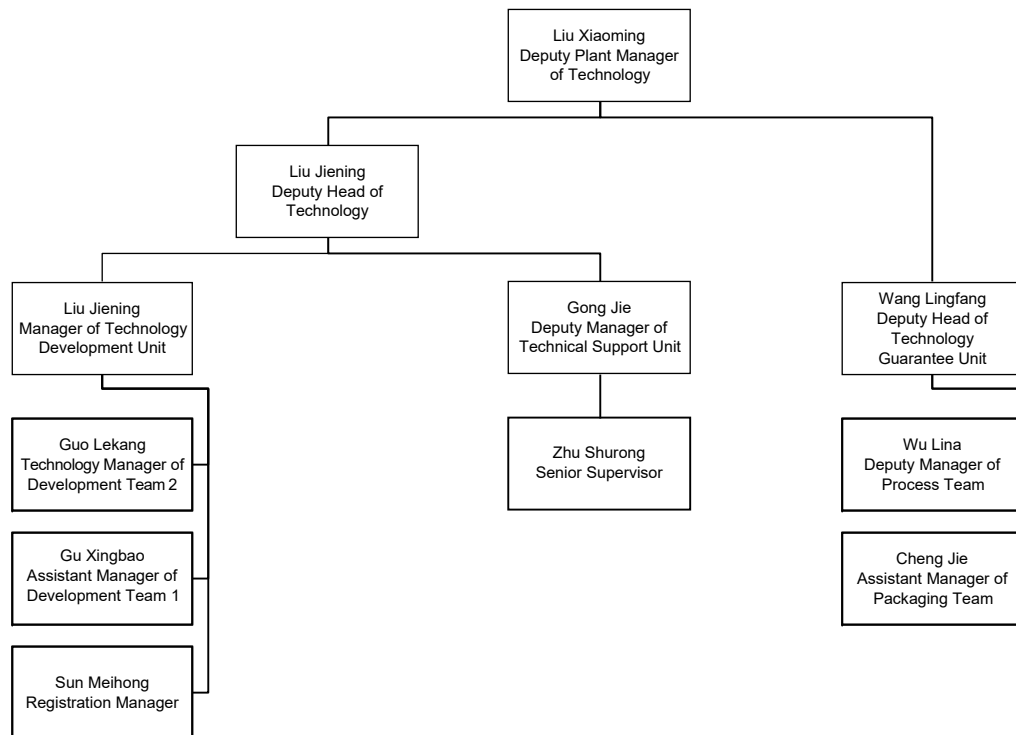 Liu Xiaoming
Deputy Plant Manager
of Technology
Liu Jiening
Deputy Head of
Technology
Liu Jiening
Manager of Technology
Development Unit
Gong Jie
Deputy Manager of
Technical Support Unit
Wang Lingfang
Deputy Head of
Technology
Guarantee Unit
Guo Lekang
Technology Manager of
Development Team 2
Zhu Shurong
Senior Supervisor
Wu Lina
Deputy Manager of
Process Team
Gu Xingbao
Assistant Manager of
Development Team 1
Cheng Jie
Assistant Manager of
Packaging Team
Sun Meihong
Registration Manager